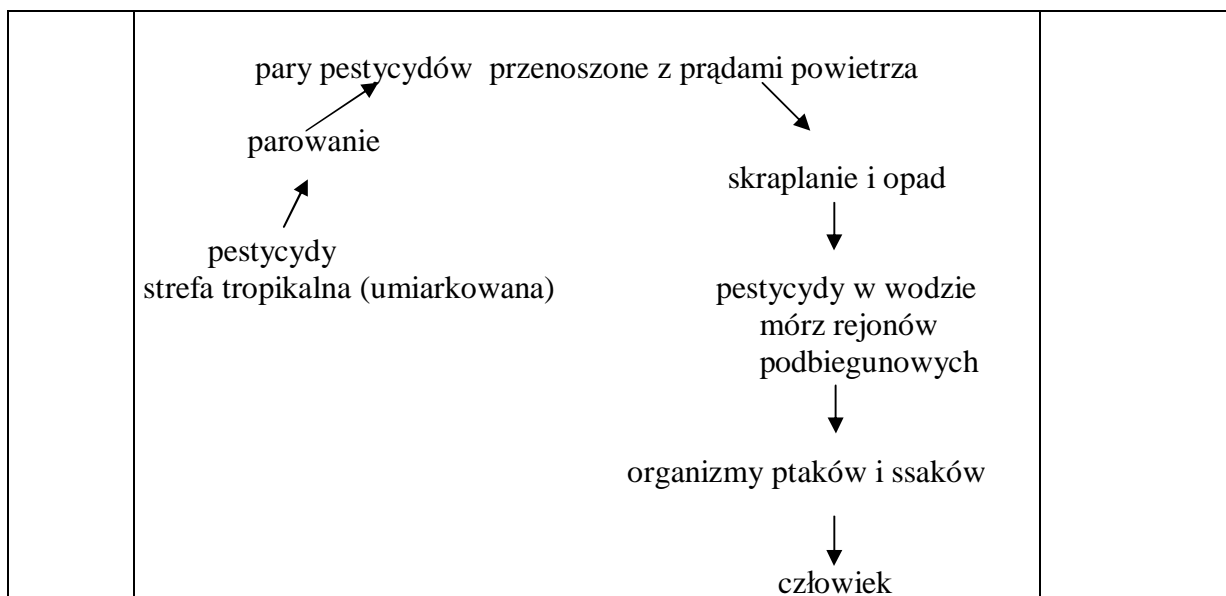 pary pestycydów przenoszone z prądami powietrza
parowanie
skraplanie i opad
pestycydy
strefa tropikalna (umiarkowana)
pestycydy w wodzie
mórz rejonów
podbiegunowych
organizmy ptaków i ssaków
człowiek